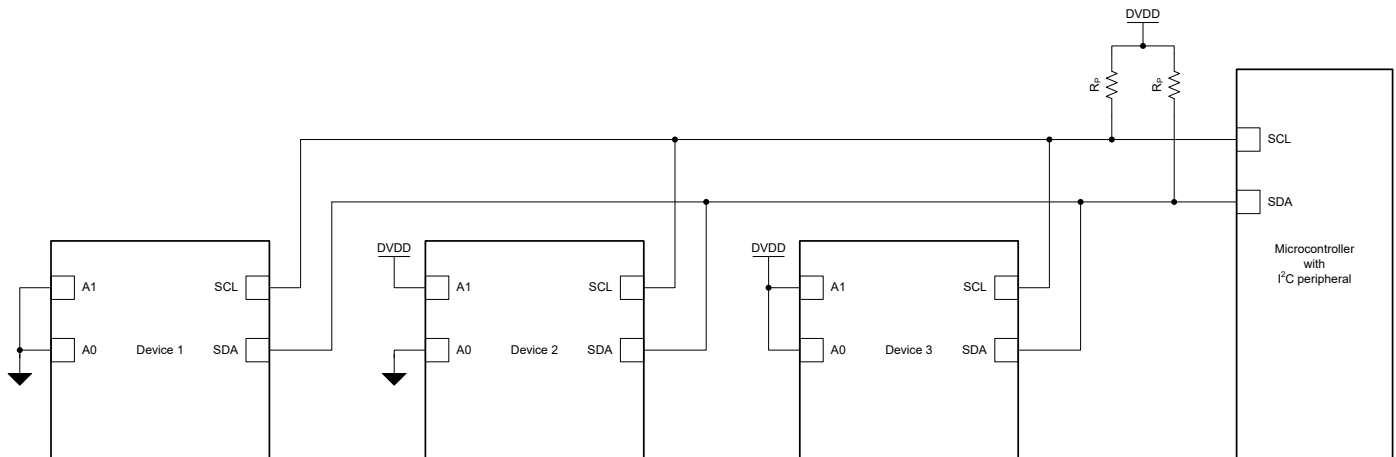 DVDD
R_P
R_P
SCL
SDA
Microcontroller
with
I²C peripheral
DVDD
DVDD
A1
SCL
A1
SCL
A1
SCL
A0
Device 1
SDA
A0
Device 2
SDA
A0
Device 3
SDA